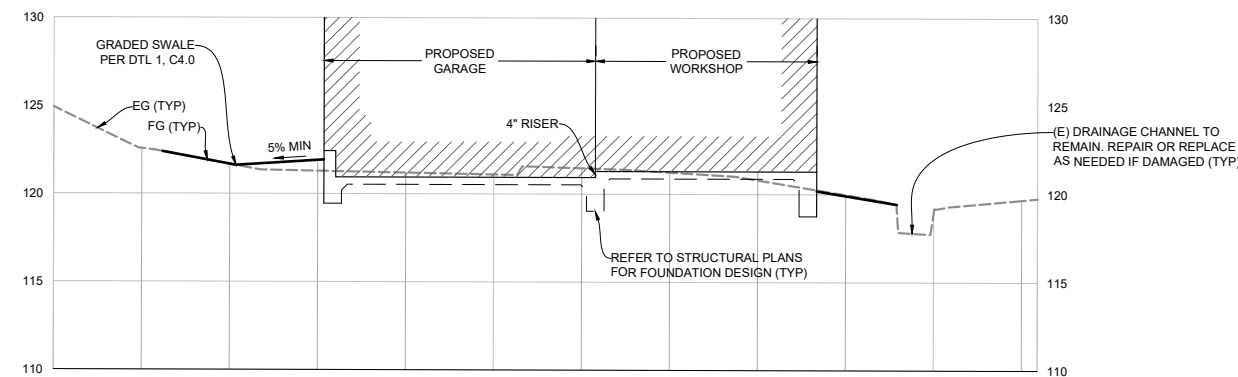 130
130
GRADED SWALE
PER DTL 1, C4.0
PROPOSED
GARAGE
PROPOSED
WORKSHOP
125
125
EG (TYP)
FG (TYP)
4" RISER
5% MIN
(E) DRAINAGE CHANNEL TO
REMAIN. REPAIR OR REPLACE
AS NEEDED IF DAMAGED (TYP)
120
120
REFER TO STRUCTURAL PLANS
FOR FOUNDATION DESIGN (TYP)
115
115
110
110